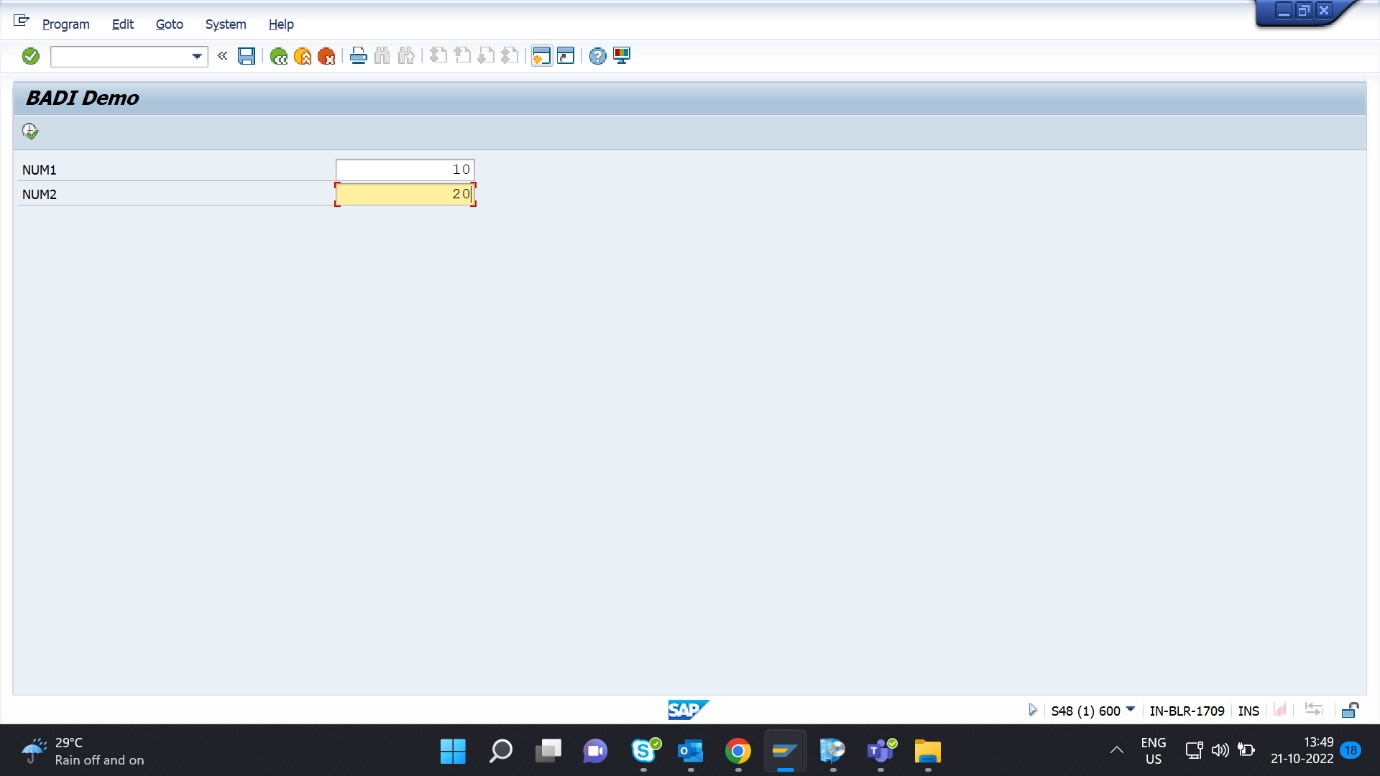 Program Edit Goto System Help
BADI Demo
NUM1 10
NUM2 20
SAP S48 (1) 600 IN-BLR-1709 INS
29°C ENG 13:49
Rain off and on US 21-10-2022 18